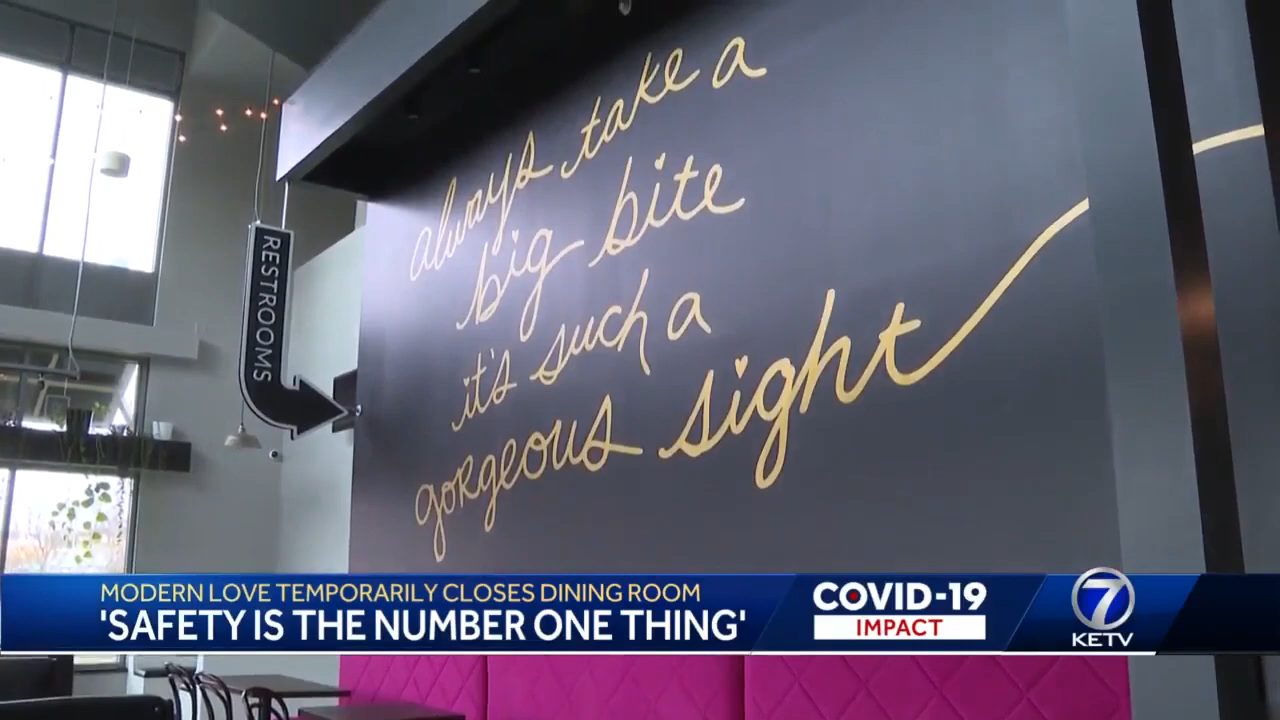 always take a
big bite
it's such a
gorgeous sight
RESTROOMS
MODERN LOVE TEMPORARILY CLOSES DINING ROOM
'SAFETY IS THE NUMBER ONE THING'
COVID-19
IMPACT
7
KETV